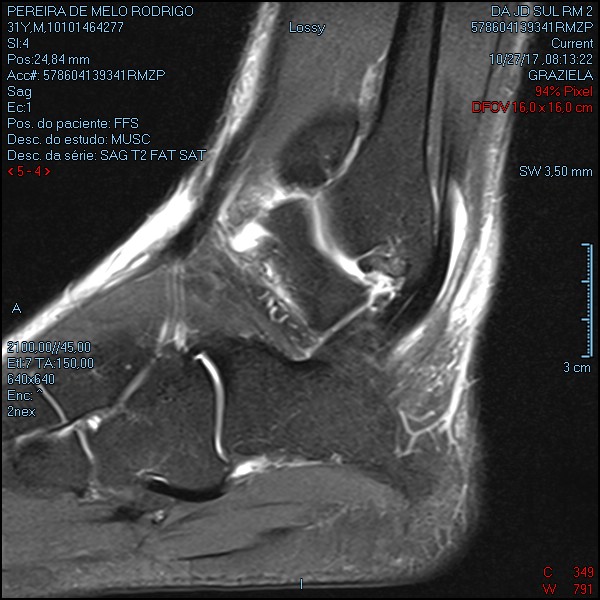 PEREIRA DE MELO RODRIGO
31Y,M,10101464277
Sl:4
Pos:24,84 mm
Acc#: 578604139341RMZP
Sag
Ec:1
Pos. do paciente: FFS
Desc. do estudo: MUSC
Desc. da série: SAG T2 FAT SAT
< 5 - 4 >
Lossy
DA JD SUL RM 2
578604139341RMZP
Current
10/27/17 ,08:13:22
GRAZIELA
94% Pixel
DFOV 16,0 x 16,0 cm
SW 3,50 mm
A
2100.00//45.00
Etl:7 TA:150.00
640x640
Enc: ^
2nex
3 cm
I
C 349
W 791